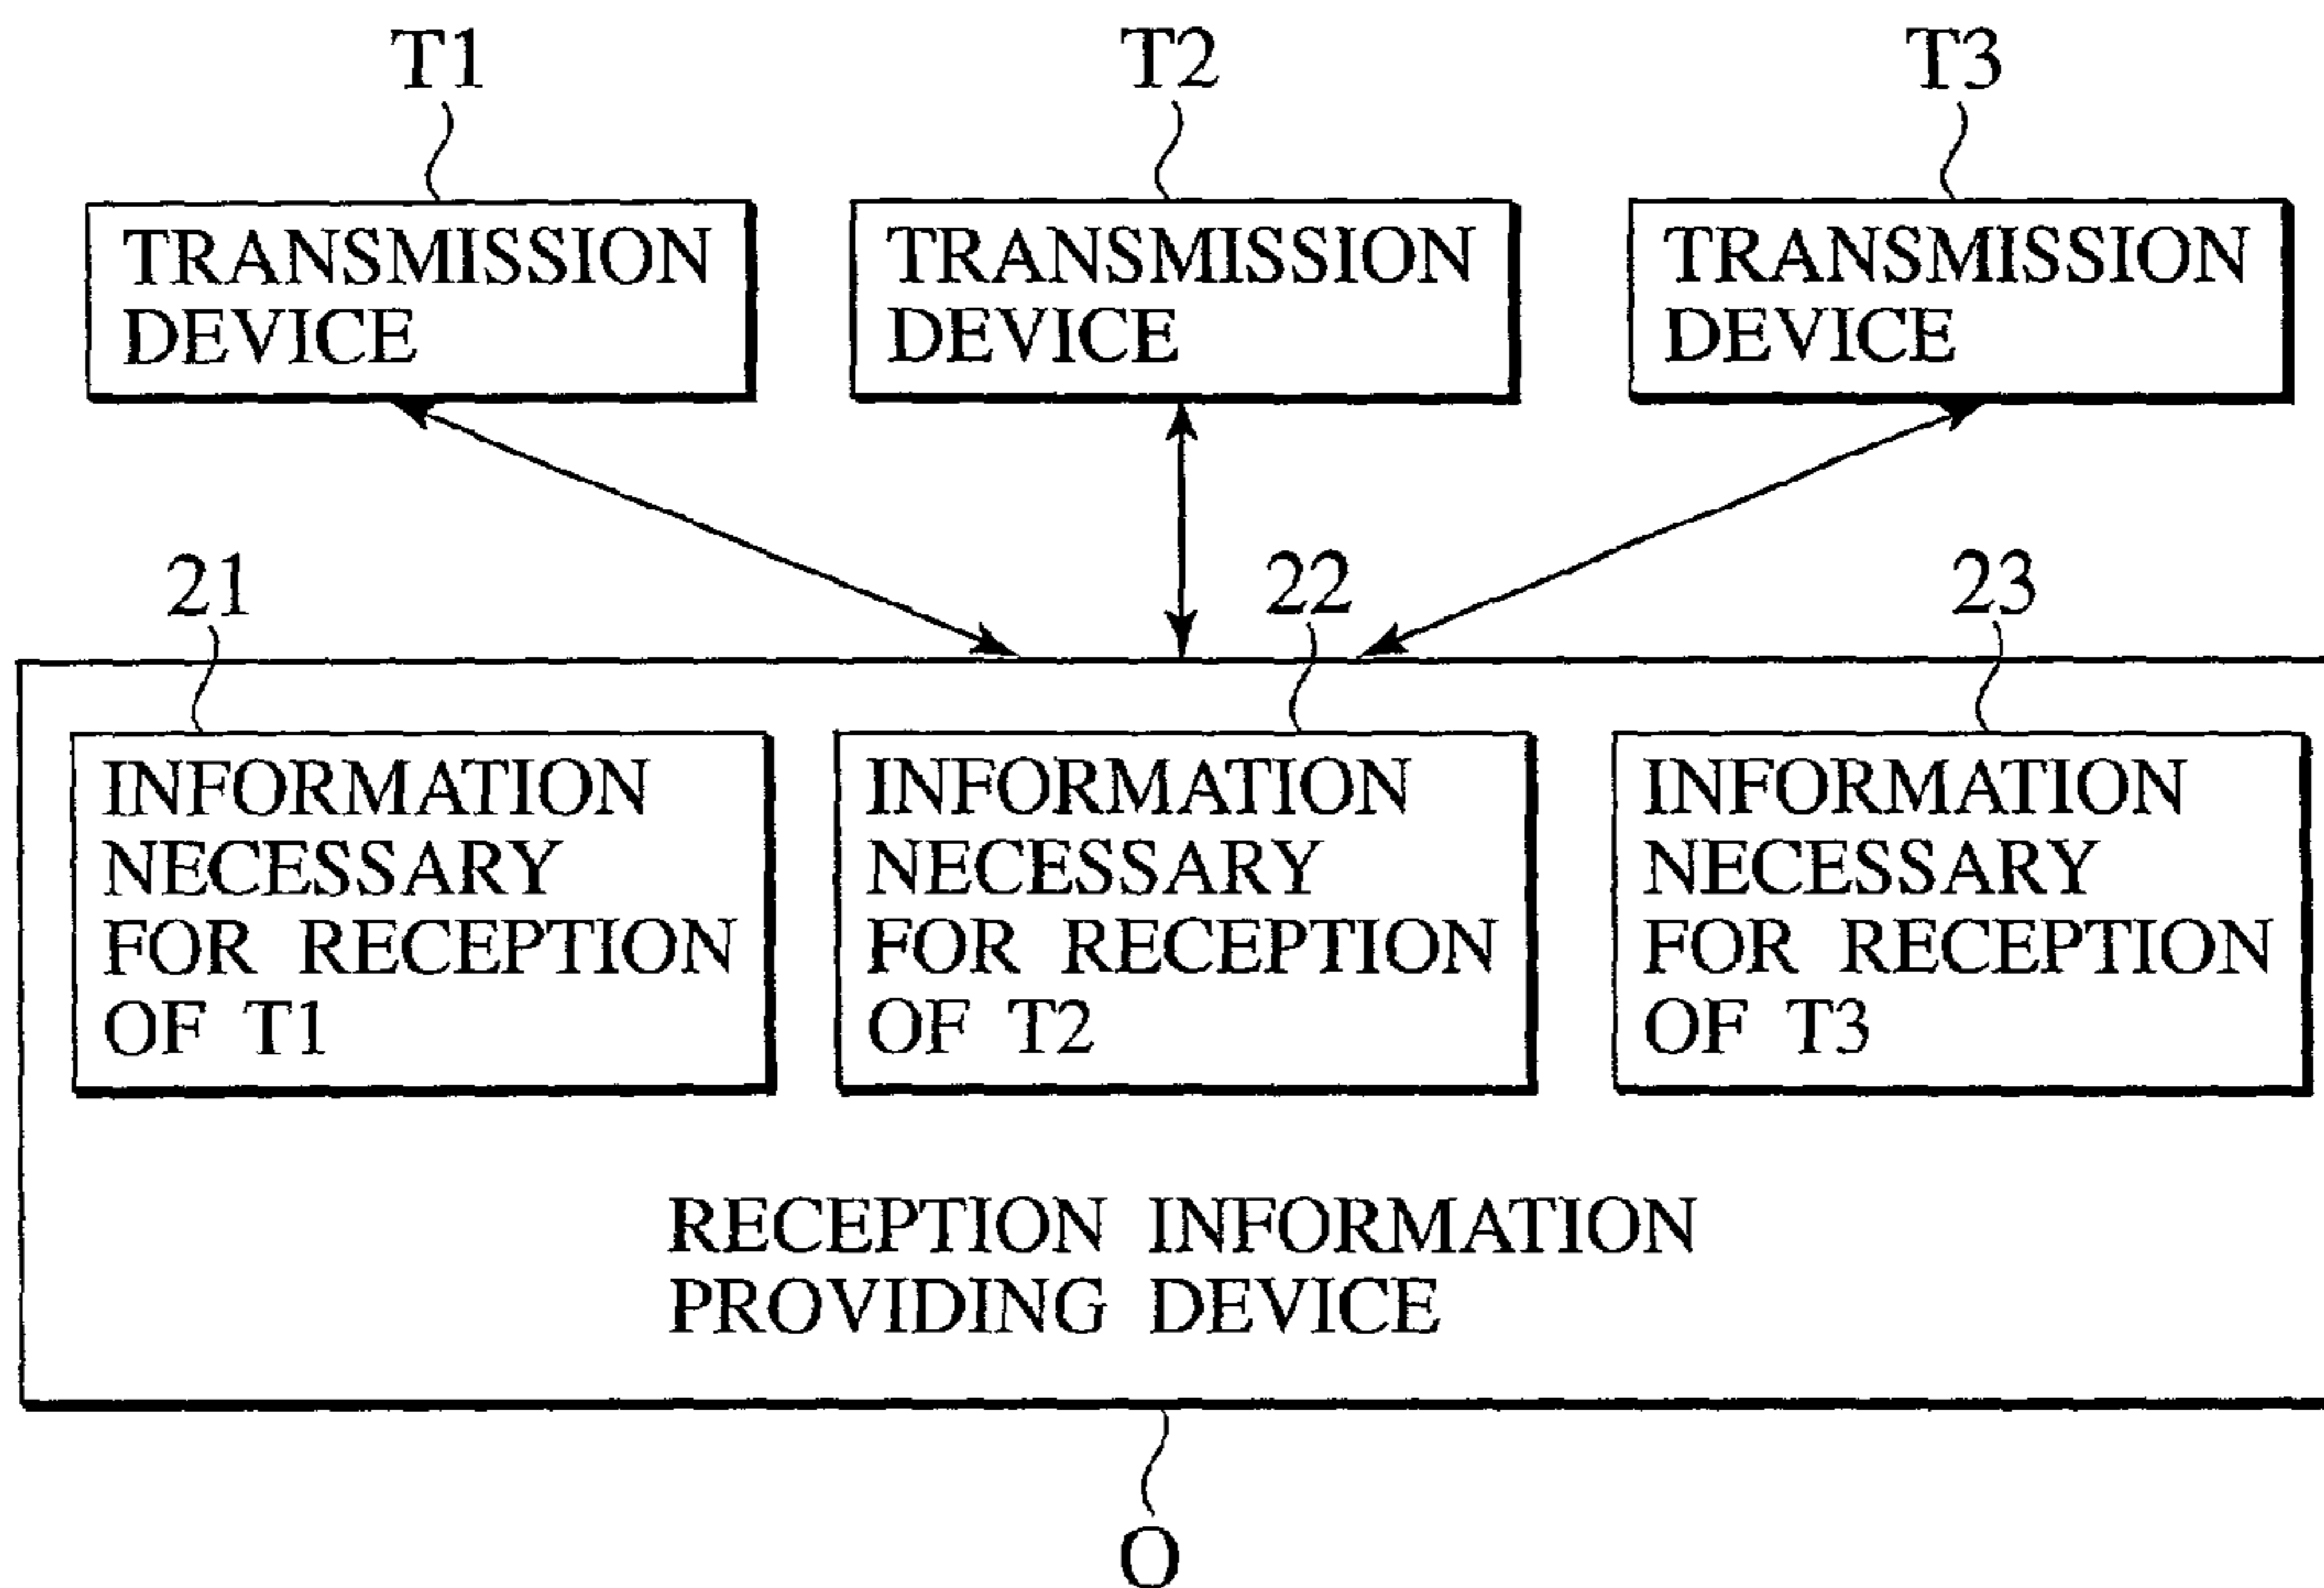 T1 T2 T3
TRANSMISSION DEVICE
TRANSMISSION DEVICE
TRANSMISSION DEVICE
21 22 23
INFORMATION
NECESSARY
FOR RECEPTION
OF T1
INFORMATION
NECESSARY
FOR RECEPTION
OF T2
INFORMATION
NECESSARY
FOR RECEPTION
OF T3
RECEPTION INFORMATION
PROVIDING DEVICE
O